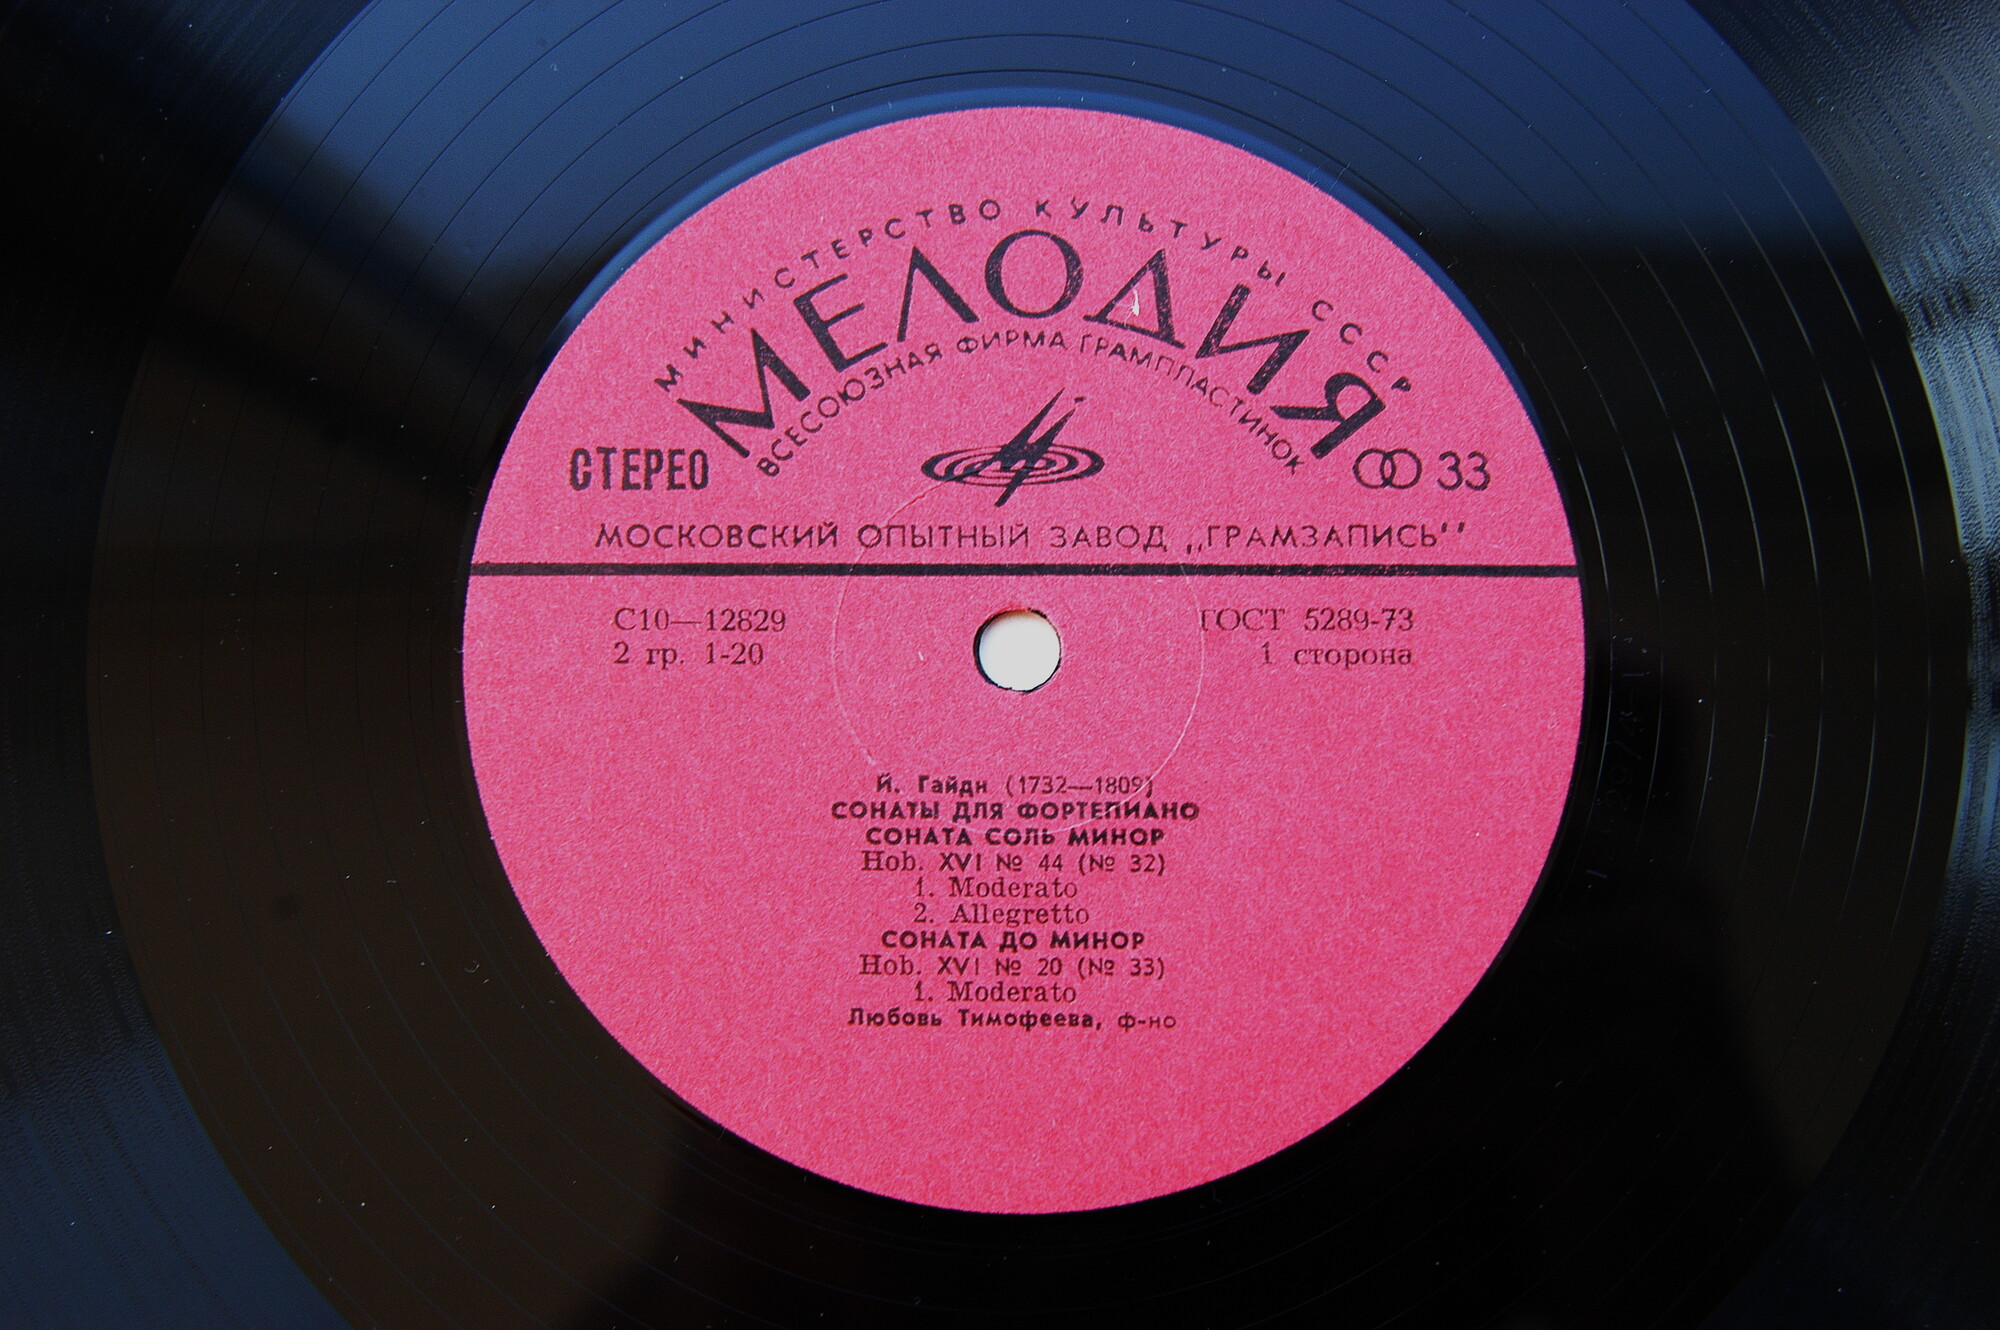 МИНИСТЕРСТВО КУЛЬТУРЫ СССР
МЕЛОДИЯ
ВСЕСОЮЗНАЯ ФИРМА ГРАМПЛАСТИНОК
СТЕРЕО
33
МОСКОВСКИЙ ОПЫТНЫЙ ЗАВОД „ГРАМЗАПИСЬ”
С10—12829
ГОСТ 5289-73
2 гр. 1-20
1 сторона
Й. Гайдн (1732—1809)
СОНАТЫ ДЛЯ ФОРТЕПИАНО
СОНАТА СОЛЬ МИНОР
Hob. XVI № 44 (№ 32)
1. Moderato
2. Allegretto
СОНАТА ДО МИНОР
Hob. XVI № 20 (№ 33)
1. Moderato
Любовь Тимофеева, ф-но